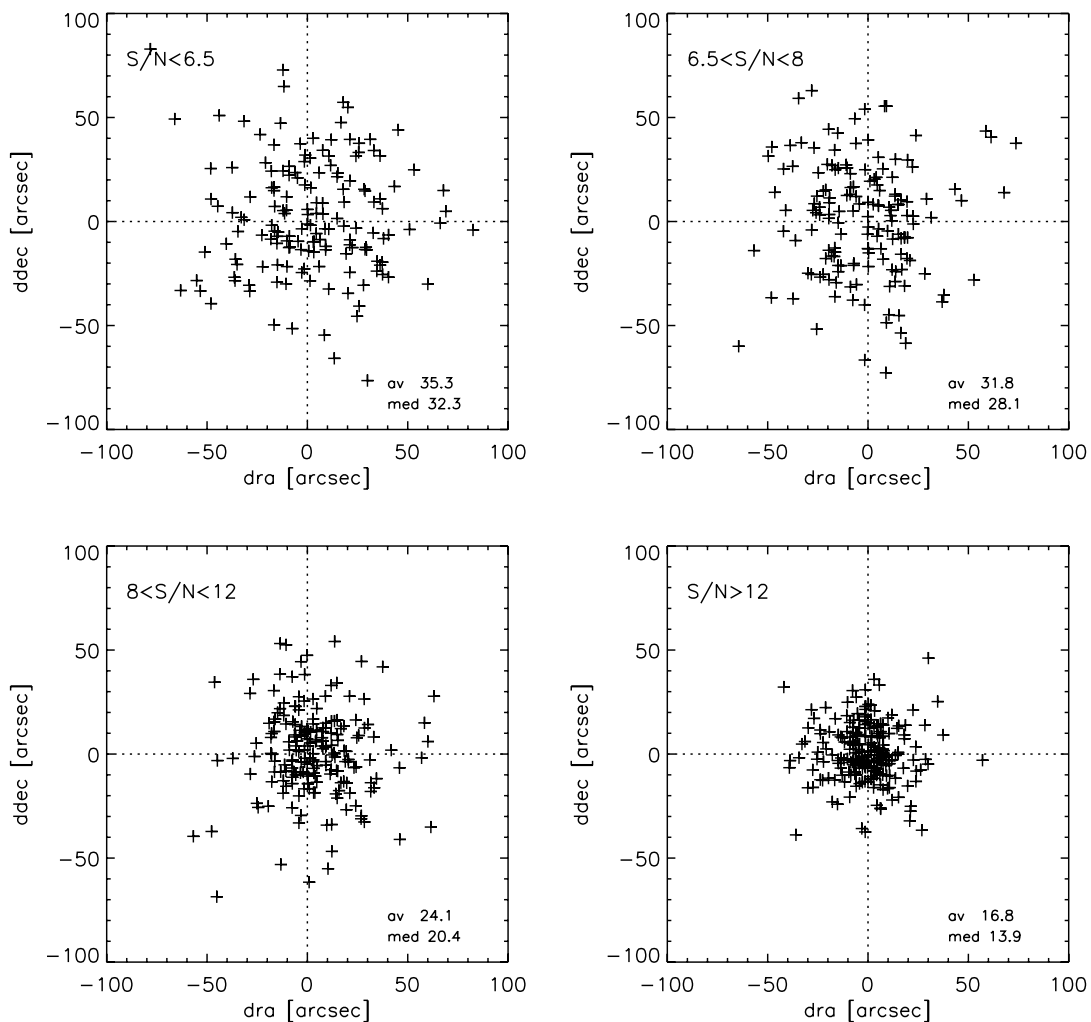 100
50
0
−50
−100
−100 −50 0 50 100
ddec [arcsec]
dra [arcsec]
S/N<6.5
av 35.3
med 32.3
100
50
0
−50
−100
−100 −50 0 50 100
ddec [arcsec]
dra [arcsec]
6.5<S/N<8
av 31.8
med 28.1
100
50
0
−50
−100
−100 −50 0 50 100
ddec [arcsec]
dra [arcsec]
8<S/N<12
av 24.1
med 20.4
100
50
0
−50
−100
−100 −50 0 50 100
ddec [arcsec]
dra [arcsec]
S/N>12
av 16.8
med 13.9